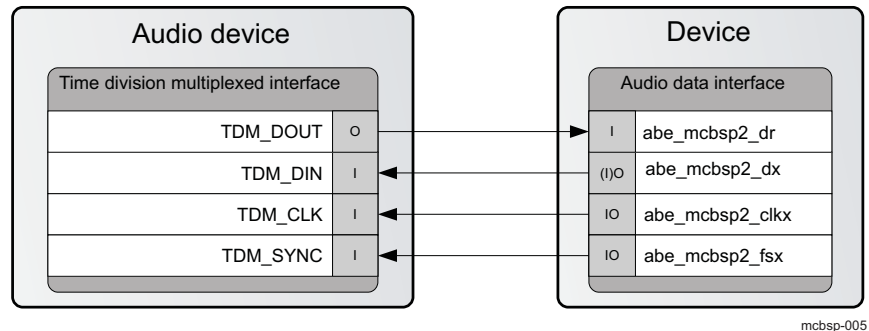 Audio device
Device
Time division multiplexed interface
Audio data interface
TDM_DOUT O I abe_mcbsp2_dr
TDM_DIN I (I)O abe_mcbsp2_dx
TDM_CLK I IO abe_mcbsp2_clkx
TDM_SYNC I IO abe_mcbsp2_fsx
mcbsp-005